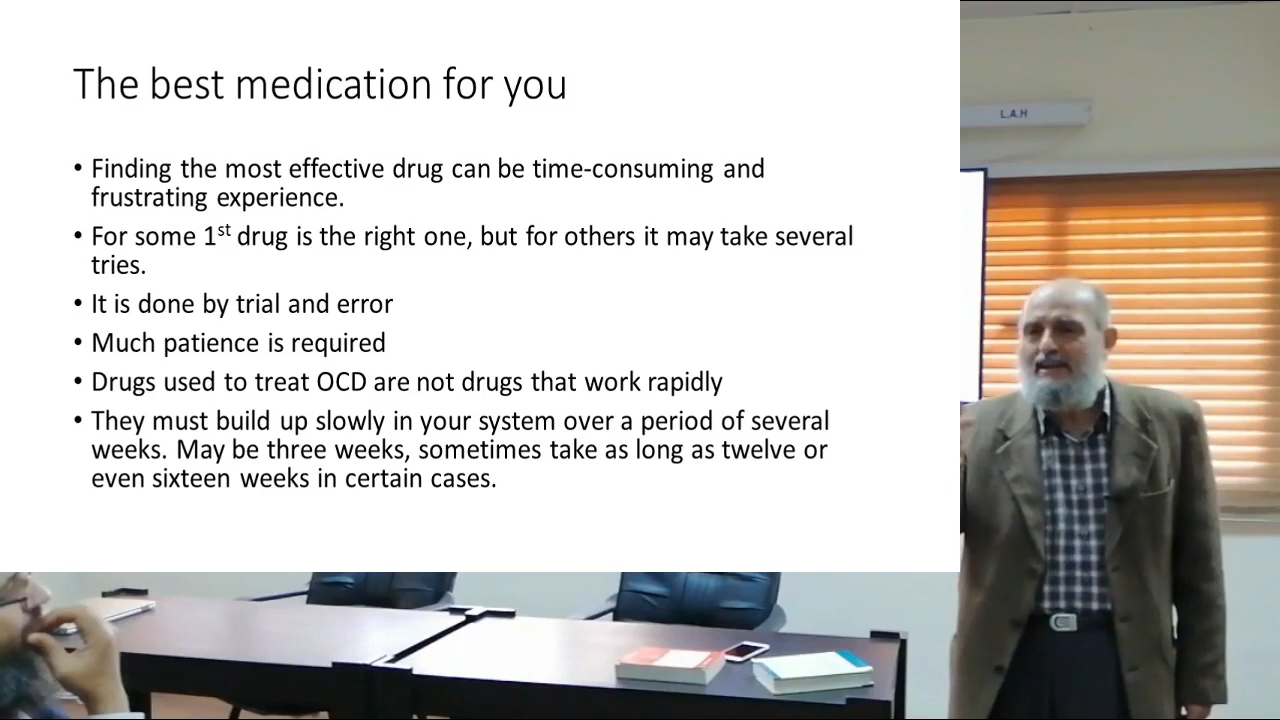 The best medication for you
• Finding the most effective drug can be time-consuming and
frustrating experience.
• For some 1st drug is the right one, but for others it may take several
tries.
• It is done by trial and error
• Much patience is required
• Drugs used to treat OCD are not drugs that work rapidly
• They must build up slowly in your system over a period of several
weeks. May be three weeks, sometimes take as long as twelve or
even sixteen weeks in certain cases.
L.A.H